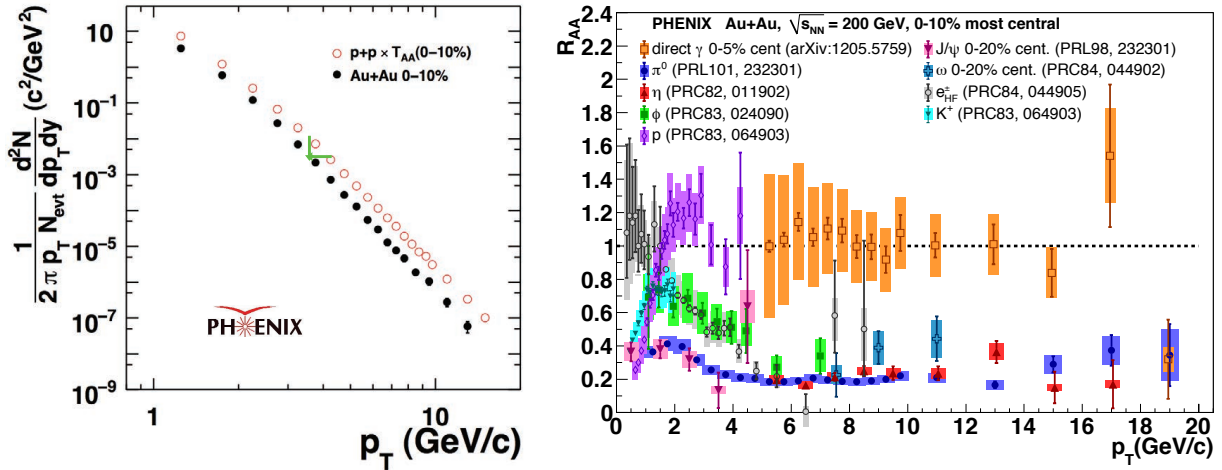 1
2 π p_T N_evt
d²N
dp_T dy
(c²/GeV²)
10
10⁻¹
10⁻³
10⁻⁵
10⁻⁷
10⁻⁹
p+p × T_AA (0–10%)
Au+Au 0–10%
PHENIX
1
10
p_T (GeV/c)
R_AA
2.4
2.2
2
1.8
1.6
1.4
1.2
1
0.8
0.6
0.4
0.2
0
PHENIX Au+Au, √s_NN = 200 GeV, 0-10% most central
direct γ 0-5% cent (arXiv:1205.5759)
π⁰ (PRL101, 232301)
η (PRC82, 011902)
ϕ (PRC83, 024090)
p (PRC83, 064903)
J/ψ 0-20% cent. (PRL98, 232301)
ω 0-20% cent. (PRC84, 044902)
e±_HF (PRC84, 044905)
K⁺ (PRC83, 064903)
0 2 4 6 8 10 12 14 16 18 20
p_T (GeV/c)